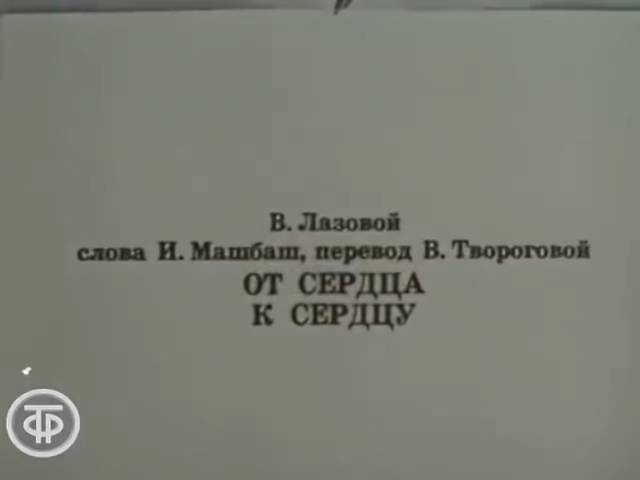 В. Лазовой
слова И. Машбаш, перевод В. Твороговой
ОТ СЕРДЦА
К СЕРДЦУ